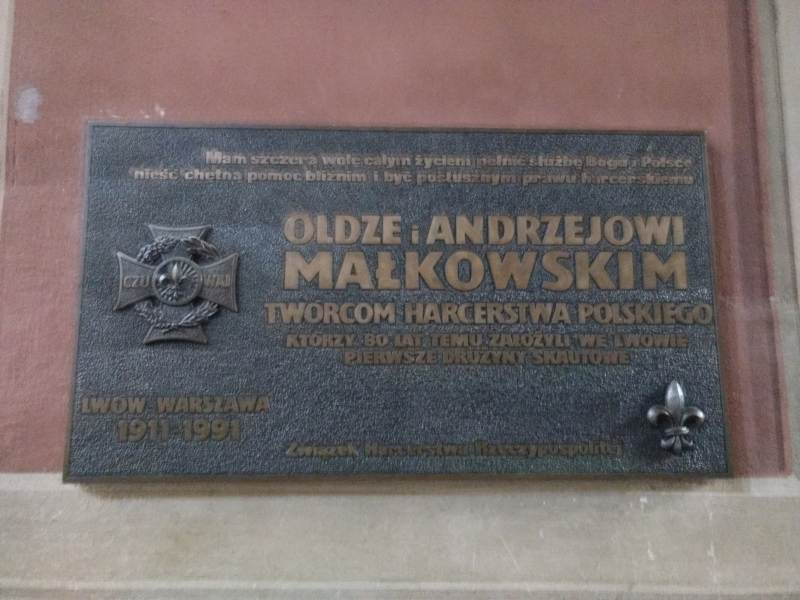 Mam szczerą wolę całym życiem pełnić służbę Bogu i Polsce
nieść chętną pomoc bliźnim i być posłusznym prawu harcerskiemu
OLDZE i ANDRZEJOWI
MAŁKOWSKIM
TWÓRCOM HARCERSTWA POLSKIEGO
KTÓRZY 80 LAT TEMU ZAŁOŻYLI WE LWOWIE
PIERWSZE DRUŻYNY SKAUTOWE
CZU WAJ
LWÓW WARSZAWA
1911-1991
Związek Harcerstwa Rzeczypospolitej